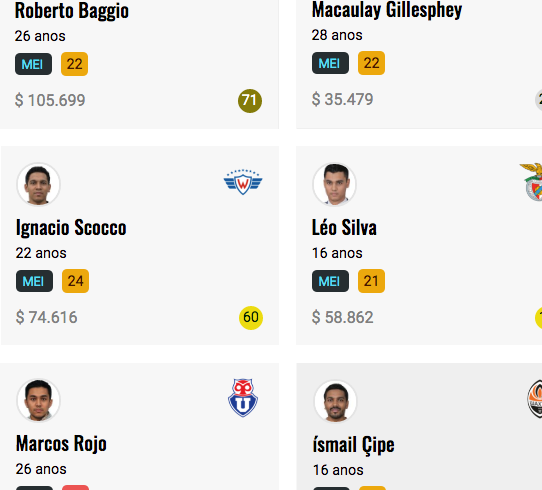 Roberto Baggio
26 anos
MEI 22
$ 105.699 71
Macaulay Gillesphey
28 anos
MEI 22
$ 35.479
W
Ignacio Scocco
22 anos
MEI 24
$ 74.616 60
Léo Silva
16 anos
MEI 21
$ 58.862
U
Marcos Rojo
26 anos
ísmail Çipe
16 anos